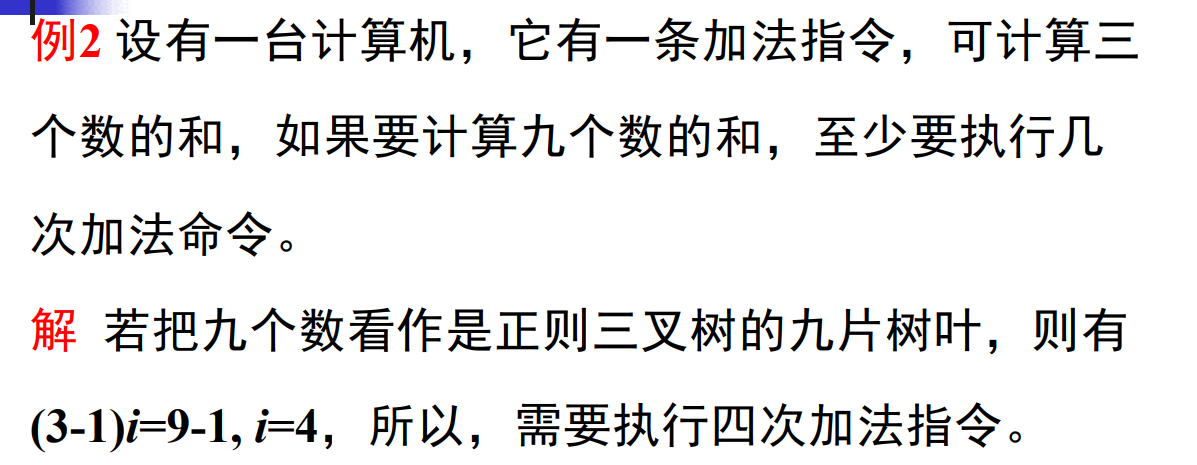 例2 设有一台计算机，它有一条加法指令，可计算三
个数的和，如果要计算九个数的和，至少要执行几
次加法命令。
解 若把九个数看作是正则三叉树的九片树叶，则有
(3-1)i=9-1, i=4，所以，需要执行四次加法指令。